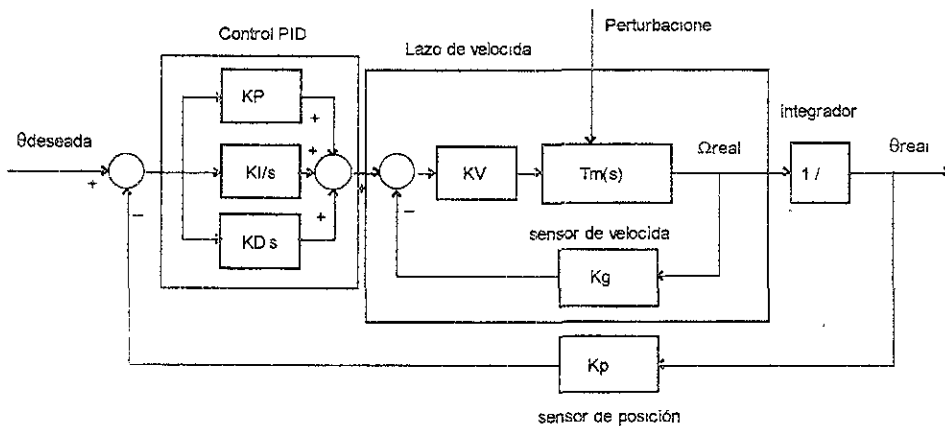 Control PID
Lazo de velocida
Perturbacione
KP
integrador
θdeseada
+
+
Ωreal
θreal
+
KI/s
+
KV
Tm(s)
1 /
−
+
−
KD s
sensor de velocida
Kg
Kp
sensor de posición